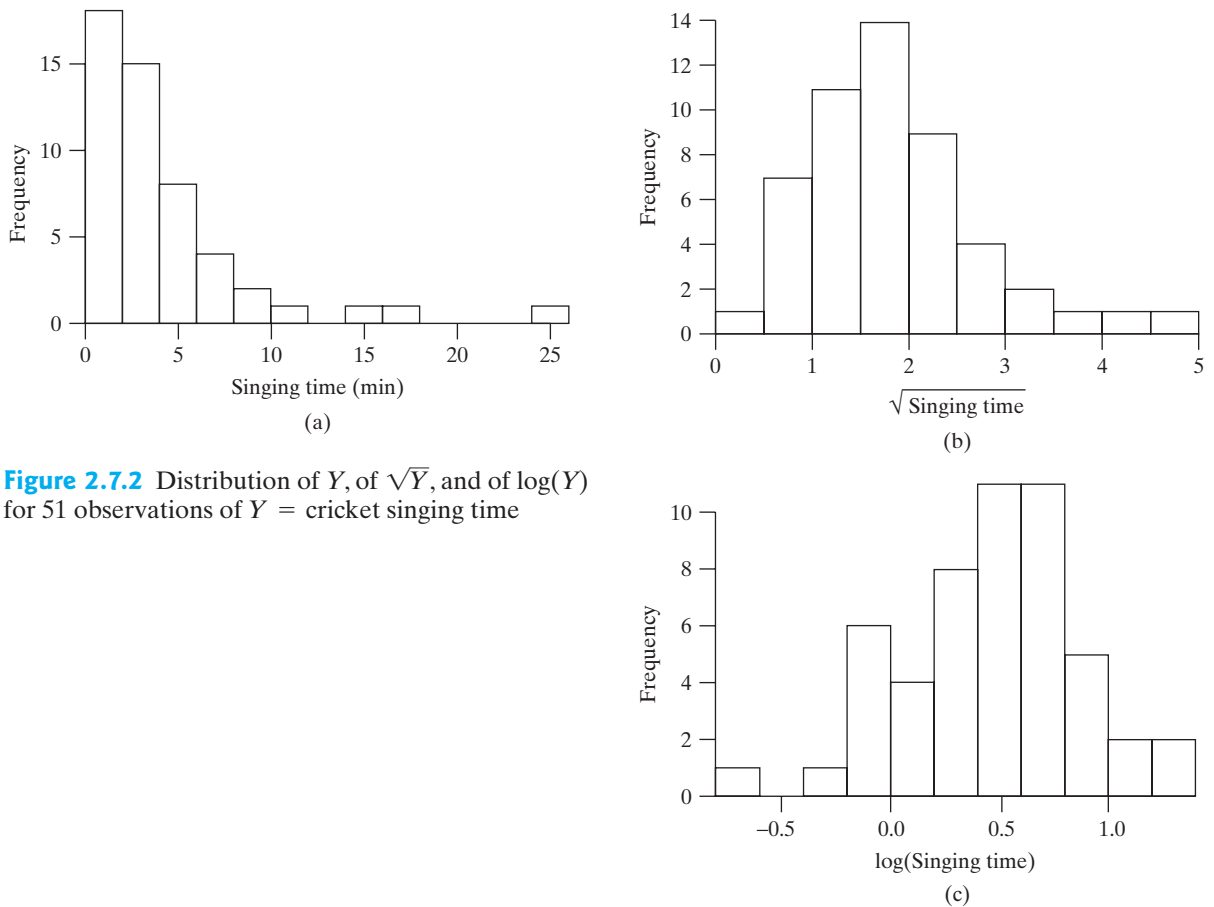 15
10
5
0
Frequency
0 5 10 15 20 25
Singing time (min)
(a)
14
12
10
8
6
4
2
0
Frequency
0 1 2 3 4 5
√Singing time
(b)
Figure 2.7.2 Distribution of Y, of √Y, and of log(Y)
for 51 observations of Y = cricket singing time
10
8
6
4
2
0
Frequency
–0.5 0.0 0.5 1.0
log(Singing time)
(c)